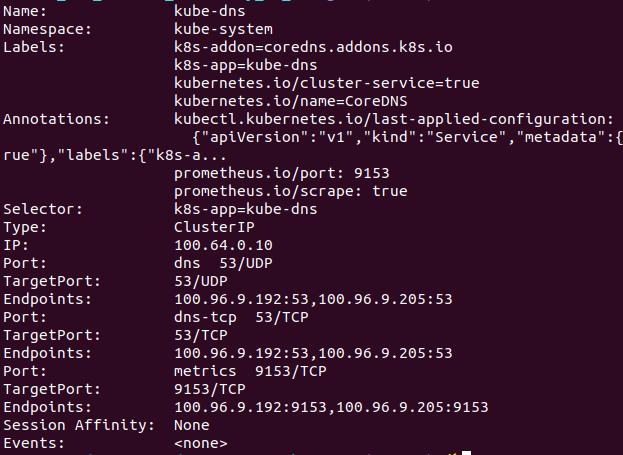 Name: kube-dns
Namespace: kube-system
Labels: k8s-addon=coredns.addons.k8s.io
k8s-app=kube-dns
kubernetes.io/cluster-service=true
kubernetes.io/name=CoreDNS
Annotations: kubectl.kubernetes.io/last-applied-configuration:
{"apiVersion":"v1","kind":"Service","metadata":{
rue"},"labels":{"k8s-a...
prometheus.io/port: 9153
prometheus.io/scrape: true
Selector: k8s-app=kube-dns
Type: ClusterIP
IP: 100.64.0.10
Port: dns 53/UDP
TargetPort: 53/UDP
Endpoints: 100.96.9.192:53,100.96.9.205:53
Port: dns-tcp 53/TCP
TargetPort: 53/TCP
Endpoints: 100.96.9.192:53,100.96.9.205:53
Port: metrics 9153/TCP
TargetPort: 9153/TCP
Endpoints: 100.96.9.192:9153,100.96.9.205:9153
Session Affinity: None
Events: <none>